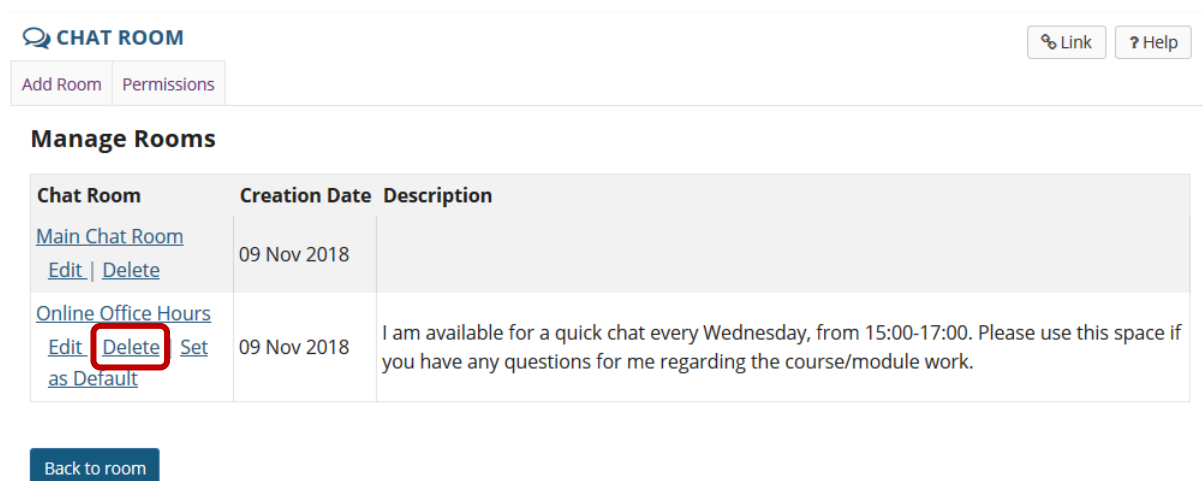 CHAT ROOM
Link
? Help
Add Room Permissions
Manage Rooms
Chat Room Creation Date Description
Main Chat Room
Edit | Delete
09 Nov 2018
Online Office Hours
Edit | Delete | Set
as Default
09 Nov 2018
I am available for a quick chat every Wednesday, from 15:00-17:00. Please use this space if
you have any questions for me regarding the course/module work.
Back to room